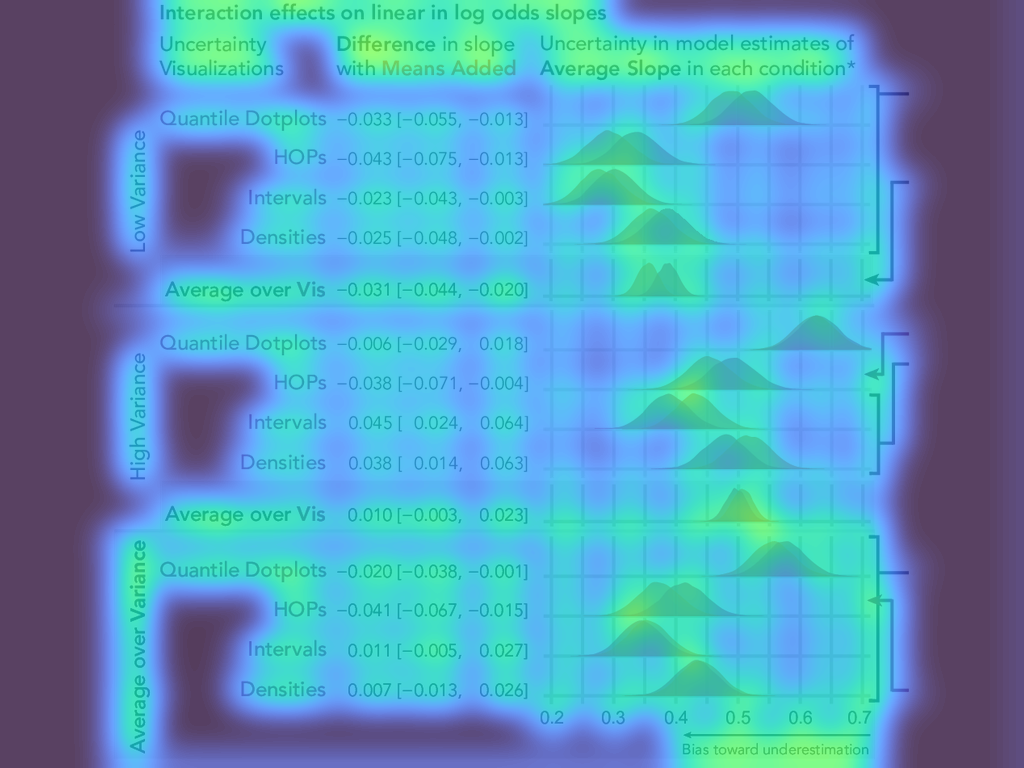 Interaction effects on linear in log odds slopes
Uncertainty Visualizations
Difference in slope with Means Added
Uncertainty in model estimates of Average Slope in each condition*
Low Variance
Quantile Dotplots −0.033 [−0.055, −0.013]
HOPs −0.043 [−0.075, −0.013]
Intervals −0.023 [−0.043, −0.003]
Densities −0.025 [−0.048, −0.002]
Average over Vis −0.031 [−0.044, −0.020]
High Variance
Quantile Dotplots −0.006 [−0.029, 0.018]
HOPs −0.038 [−0.071, −0.004]
Intervals 0.045 [ 0.024, 0.064]
Densities 0.038 [ 0.014, 0.063]
Average over Vis 0.010 [−0.003, 0.023]
Average over Variance
Quantile Dotplots −0.020 [−0.038, −0.001]
HOPs −0.041 [−0.067, −0.015]
Intervals 0.011 [−0.005, 0.027]
Densities 0.007 [−0.013, 0.026]
0.2 0.3 0.4 0.5 0.6 0.7
Bias toward underestimation